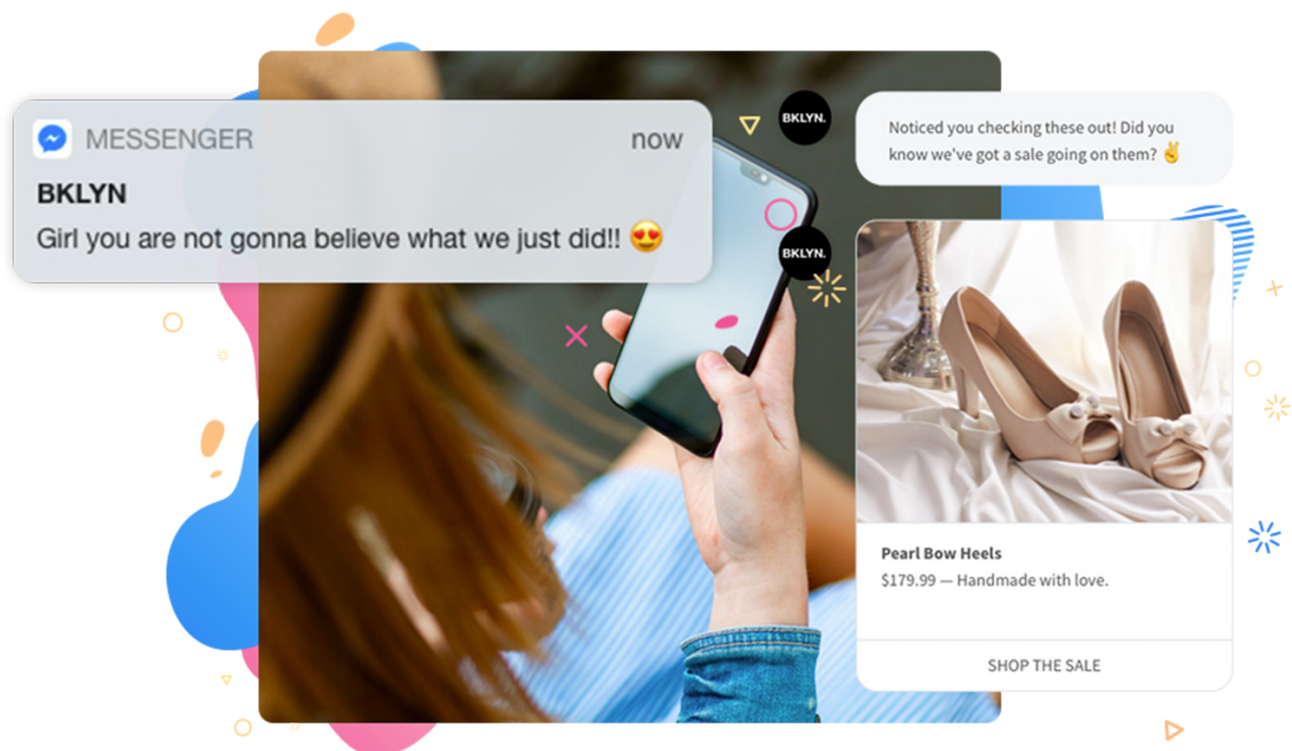 MESSENGER now
BKLYN
Girl you are not gonna believe what we just did!! 😍
BKLYN.
Noticed you checking these out! Did you
know we've got a sale going on them? ✌
BKLYN.
Pearl Bow Heels
$179.99 — Handmade with love.
SHOP THE SALE